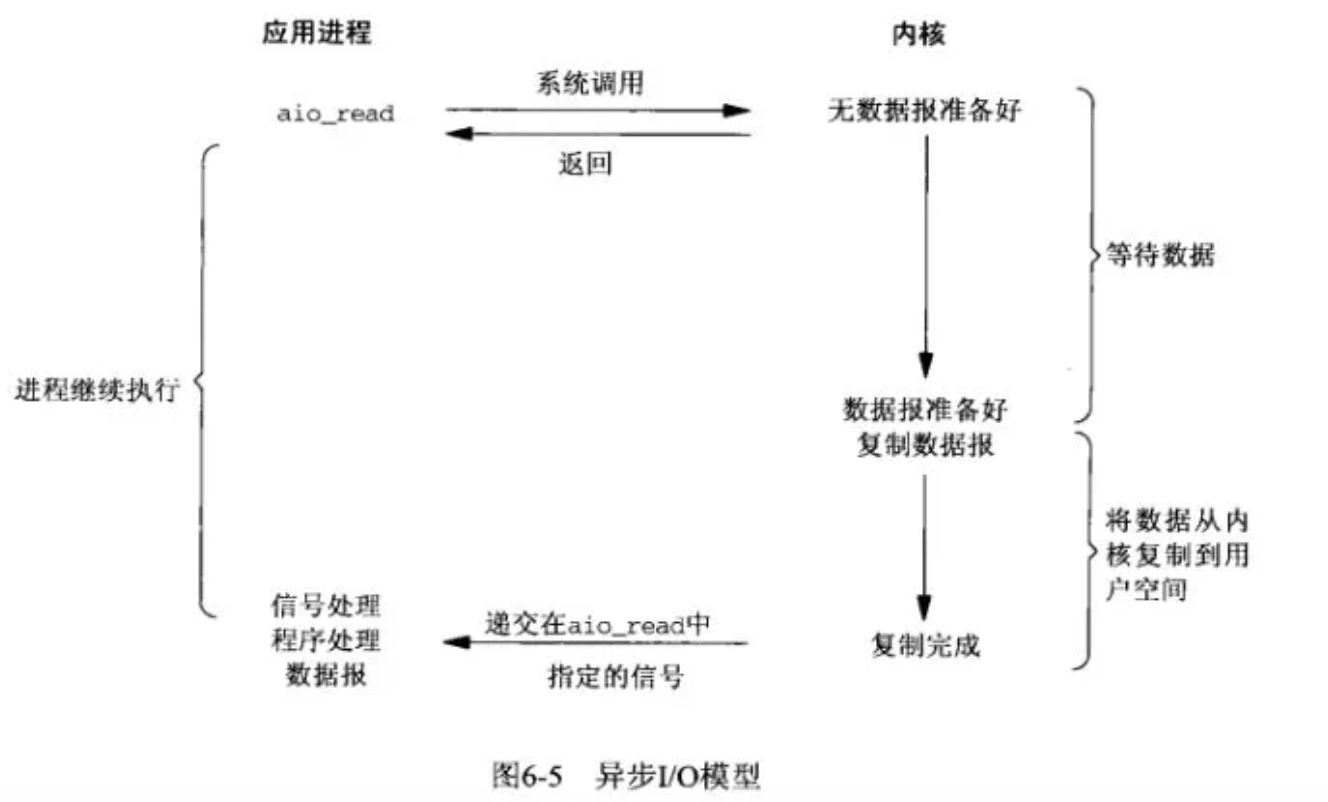 应用进程
内核
系统调用
aio_read
无数据报准备好
返回
等待数据
进程继续执行
数据报准备好
复制数据报
将数据从内
核复制到用
户空间
信号处理
程序处理
数据报
递交在aio_read中
指定的信号
复制完成
图6-5 异步I/O模型